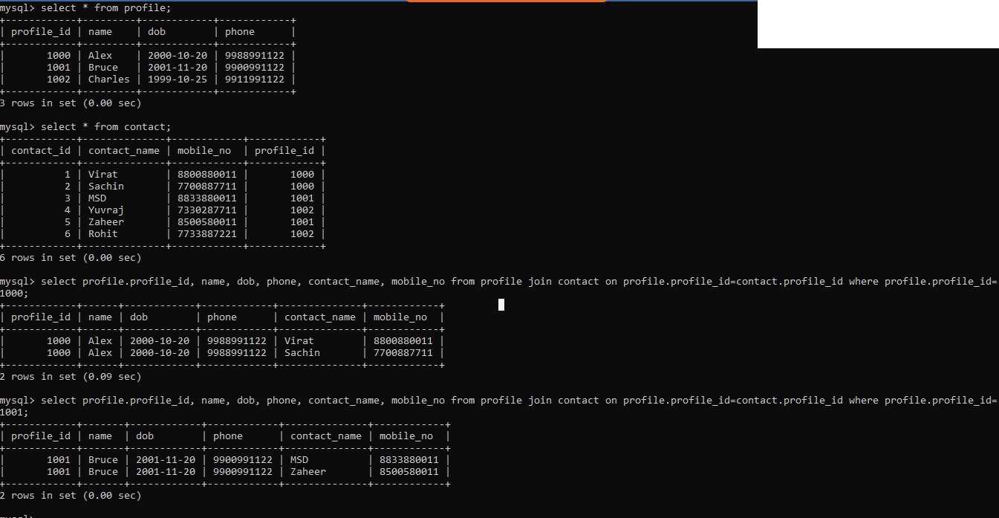 mysql> select * from profile;
+------------+---------+------------+------------+
| profile_id | name    | dob        | phone      |
+------------+---------+------------+------------+
|       1000 | Alex    | 2000-10-20 | 9988991122 |
|       1001 | Bruce   | 2001-11-20 | 9900991122 |
|       1002 | Charles | 1999-10-25 | 9911991122 |
+------------+---------+------------+------------+
3 rows in set (0.00 sec)

mysql> select * from contact;
+------------+--------------+------------+------------+
| contact_id | contact_name | mobile_no  | profile_id |
+------------+--------------+------------+------------+
|          1 | Virat        | 8800880011 |       1000 |
|          2 | Sachin       | 7700887711 |       1000 |
|          3 | MSD          | 8833880011 |       1001 |
|          4 | Yuvraj       | 7330287711 |       1002 |
|          5 | Zaheer       | 8500580011 |       1001 |
|          6 | Rohit        | 7733887221 |       1002 |
+------------+--------------+------------+------------+
6 rows in set (0.00 sec)

mysql> select profile.profile_id, name, dob, phone, contact_name, mobile_no from profile join contact on profile.profile_id=contact.profile_id where profile.profile_id=
1000;
+------------+------+------------+------------+--------------+------------+
| profile_id | name | dob        | phone      | contact_name | mobile_no  |
+------------+------+------------+------------+--------------+------------+
|       1000 | Alex | 2000-10-20 | 9988991122 | Virat        | 8800880011 |
|       1000 | Alex | 2000-10-20 | 9988991122 | Sachin       | 7700887711 |
+------------+------+------------+------------+--------------+------------+
2 rows in set (0.09 sec)

mysql> select profile.profile_id, name, dob, phone, contact_name, mobile_no from profile join contact on profile.profile_id=contact.profile_id where profile.profile_id=
1001;
+------------+-------+------------+------------+--------------+------------+
| profile_id | name  | dob        | phone      | contact_name | mobile_no  |
+------------+-------+------------+------------+--------------+------------+
|       1001 | Bruce | 2001-11-20 | 9900991122 | MSD          | 8833880011 |
|       1001 | Bruce | 2001-11-20 | 9900991122 | Zaheer       | 8500580011 |
+------------+-------+------------+------------+--------------+------------+
2 rows in set (0.00 sec)

mysql>